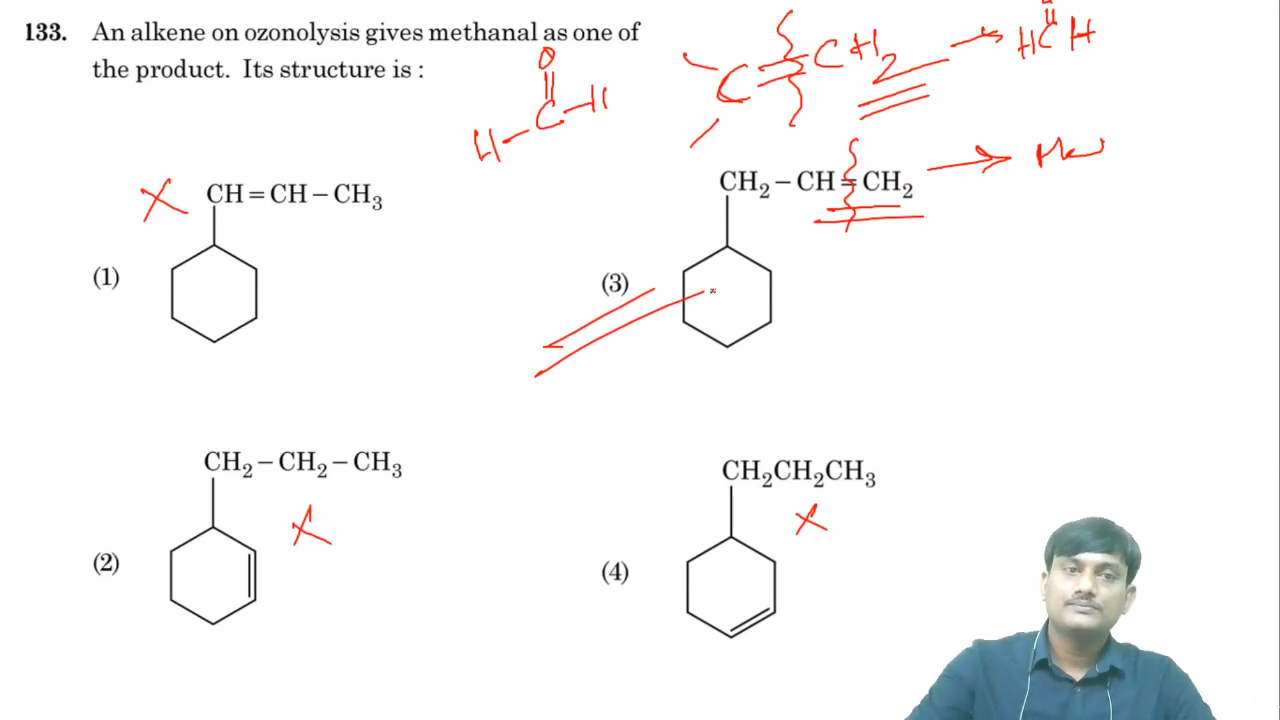 133. An alkene on ozonolysis gives methanal as one of
the product. Its structure is :
O
||
H - C - H
C = CH2 → H C H
(1)
CH = CH – CH₃
(3)
CH₂ – CH = CH₂
(2)
CH₂ – CH₂ – CH₃
(4)
CH₂CH₂CH₃